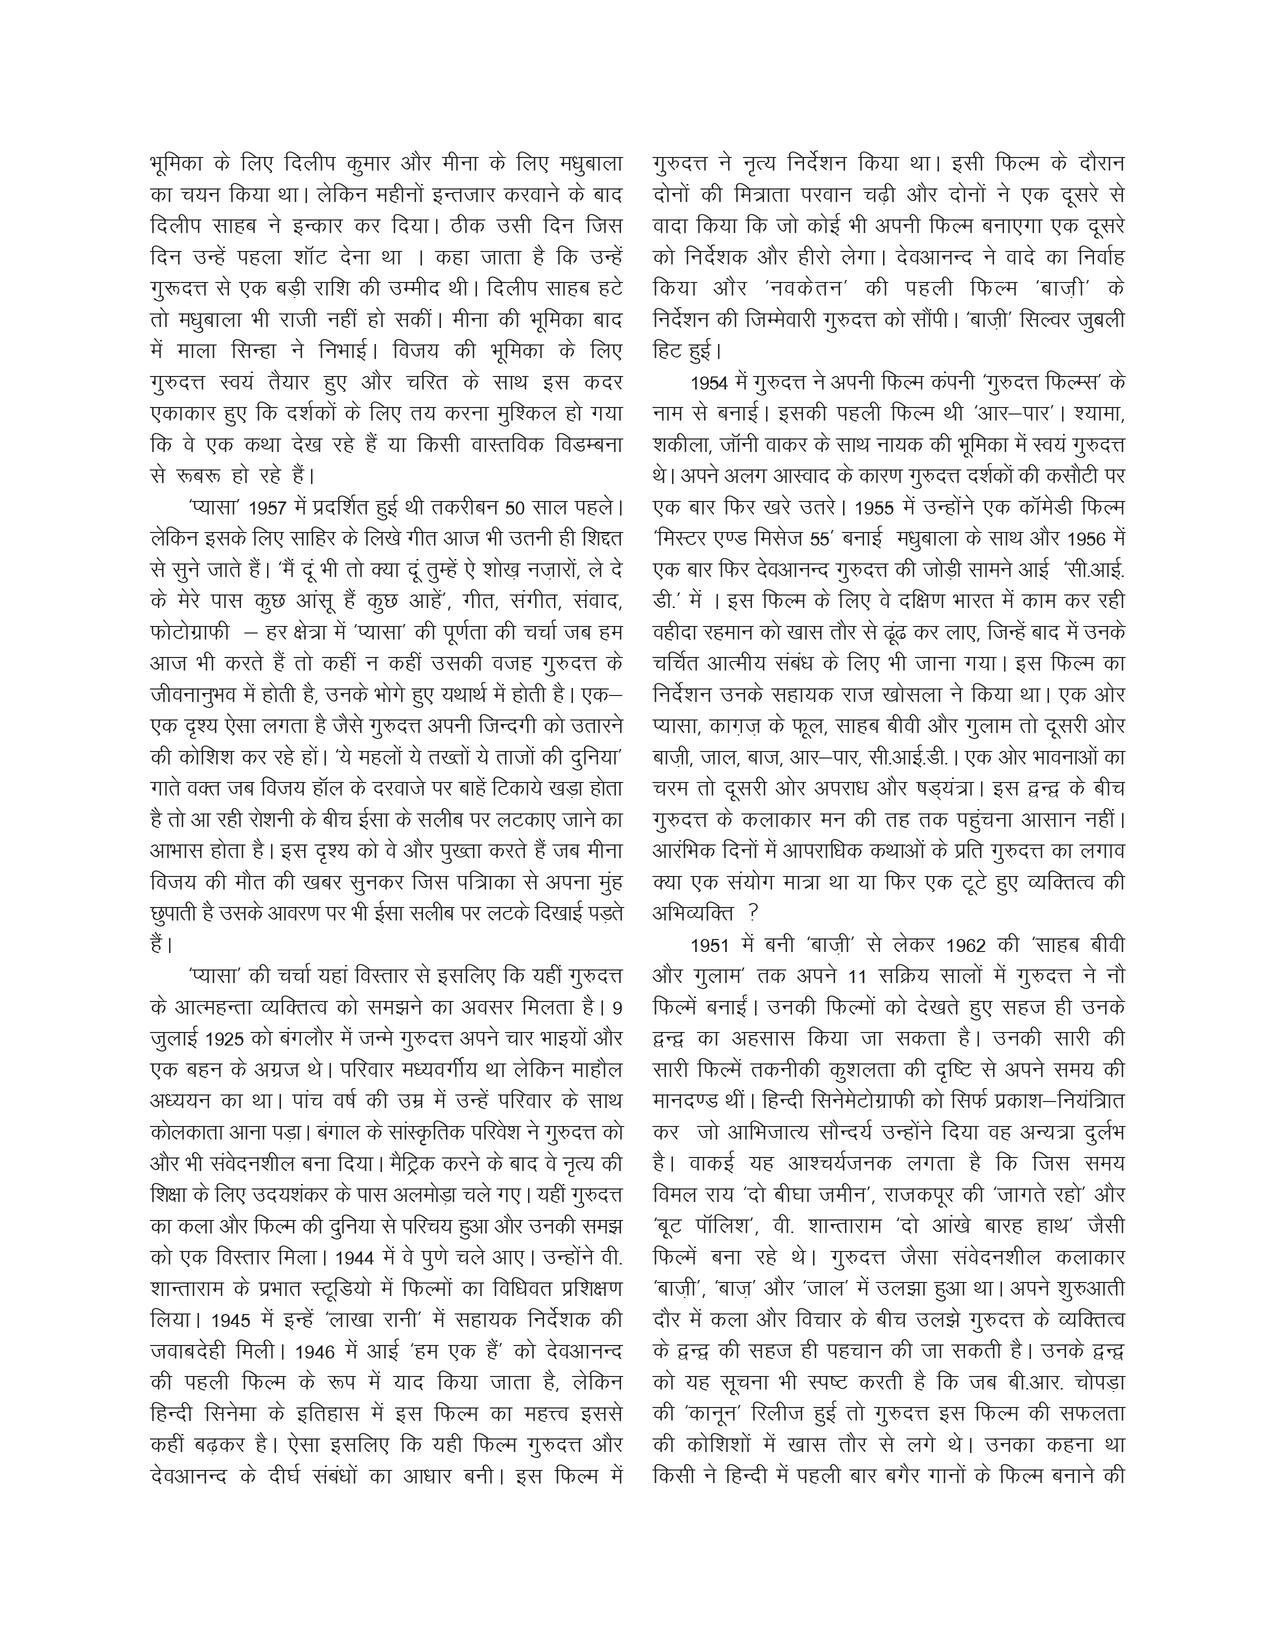 भूमिका के लिए दिलीप कुमार और मीना के लिए मधुबाला
का चयन किया था। लेकिन महीनों इन्तजार करवाने के बाद
दिलीप साहब ने इन्कार कर दिया। ठीक उसी दिन जिस
दिन उन्हें पहला शॉट देना था । कहा जाता है कि उन्हें
गुरूदत्त से एक बड़ी राशि की उम्मीद थी। दिलीप साहब हटे
तो मधुबाला भी राजी नहीं हो सकीं। मीना की भूमिका बाद
में माला सिन्हा ने निभाई। विजय की भूमिका के लिए
गुरुदत्त स्वयं तैयार हुए और चरित के साथ इस कदर
एकाकार हुए कि दर्शकों के लिए तय करना मुश्किल हो गया
कि वे एक कथा देख रहे हैं या किसी वास्तविक विडम्बना
से रूबरू हो रहे हैं।
'प्यासा' 1957 में प्रदर्शित हुई थी तकरीबन 50 साल पहले।
लेकिन इसके लिए साहिर के लिखे गीत आज भी उतनी ही शिद्दत
से सुने जाते हैं। 'मैं दूं भी तो क्या दूं तुम्हें ऐ शोख़ नज़ारों, ले दे
के मेरे पास कुछ आंसू हैं कुछ आहें', गीत, संगीत, संवाद,
फोटोग्राफी – हर क्षेत्रा में 'प्यासा' की पूर्णता की चर्चा जब हम
आज भी करते हैं तो कहीं न कहीं उसकी वजह गुरुदत्त के
जीवनानुभव में होती है, उनके भोगे हुए यथार्थ में होती है। एक–
एक दृश्य ऐसा लगता है जैसे गुरुदत्त अपनी जिन्दगी को उतारने
की कोशिश कर रहे हों। 'ये महलों ये तख्तों ये ताजों की दुनिया'
गाते वक्त जब विजय हॉल के दरवाजे पर बाहें टिकाये खड़ा होता
है तो आ रही रोशनी के बीच ईसा के सलीब पर लटकाए जाने का
आभास होता है। इस दृश्य को वे और पुख्ता करते हैं जब मीना
विजय की मौत की खबर सुनकर जिस पत्रिाका से अपना मुंह
छुपाती है उसके आवरण पर भी ईसा सलीब पर लटके दिखाई पड़ते
हैं।
'प्यासा' की चर्चा यहां विस्तार से इसलिए कि यहीं गुरुदत्त
के आत्महन्ता व्यक्तित्व को समझने का अवसर मिलता है। 9
जुलाई 1925 को बंगलौर में जन्मे गुरुदत्त अपने चार भाइयों और
एक बहन के अग्रज थे। परिवार मध्यवर्गीय था लेकिन माहौल
अध्ययन का था। पांच वर्ष की उम्र में उन्हें परिवार के साथ
कोलकाता आना पड़ा। बंगाल के सांस्कृतिक परिवेश ने गुरुदत्त को
और भी संवेदनशील बना दिया। मैट्रिक करने के बाद वे नृत्य की
शिक्षा के लिए उदयशंकर के पास अलमोड़ा चले गए। यहीं गुरुदत्त
का कला और फिल्म की दुनिया से परिचय हुआ और उनकी समझ
को एक विस्तार मिला। 1944 में वे पुणे चले आए। उन्होंने वी.
शान्ताराम के प्रभात स्टूडियो में फिल्मों का विधिवत प्रशिक्षण
लिया। 1945 में इन्हें 'लाखा रानी' में सहायक निर्देशक की
जवाबदेही मिली। 1946 में आई 'हम एक हैं' को देवआनन्द
की पहली फिल्म के रूप में याद किया जाता है, लेकिन
हिन्दी सिनेमा के इतिहास में इस फिल्म का महत्त्व इससे
कहीं बढ़कर है। ऐसा इसलिए कि यही फिल्म गुरुदत्त और
देवआनन्द के दीर्घ संबंधों का आधार बनी। इस फिल्म में
गुरुदत्त ने नृत्य निर्देशन किया था। इसी फिल्म के दौरान
दोनों की मित्राता परवान चढ़ी और दोनों ने एक दूसरे से
वादा किया कि जो कोई भी अपनी फिल्म बनाएगा एक दूसरे
को निर्देशक और हीरो लेगा। देवआनन्द ने वादे का निर्वाह
किया और 'नवकेतन' की पहली फिल्म 'बाज़ी' के
निर्देशन की जिम्मेवारी गुरुदत्त को सौंपी। 'बाज़ी' सिल्वर जुबली
हिट हुई।
1954 में गुरुदत्त ने अपनी फिल्म कंपनी 'गुरुदत्त फिल्म्स' के
नाम से बनाई। इसकी पहली फिल्म थी 'आर–पार'। श्यामा,
शकीला, जॉनी वाकर के साथ नायक की भूमिका में स्वयं गुरुदत्त
थे। अपने अलग आस्वाद के कारण गुरुदत्त दर्शकों की कसौटी पर
एक बार फिर खरे उतरे। 1955 में उन्होंने एक कॉमेडी फिल्म
'मिस्टर एण्ड मिसेज 55' बनाई मधुबाला के साथ और 1956 में
एक बार फिर देवआनन्द गुरुदत्त की जोड़ी सामने आई 'सी.आई.
डी.' में । इस फिल्म के लिए वे दक्षिण भारत में काम कर रही
वहीदा रहमान को खास तौर से ढूंढ कर लाए, जिन्हें बाद में उनके
चर्चित आत्मीय संबंध के लिए भी जाना गया। इस फिल्म का
निर्देशन उनके सहायक राज खोसला ने किया था। एक ओर
प्यासा, काग़ज़ के फूल, साहब बीवी और गुलाम तो दूसरी ओर
बाज़ी, जाल, बाज, आर–पार, सी.आई.डी.। एक ओर भावनाओं का
चरम तो दूसरी ओर अपराध और षड्यंत्रा। इस द्वन्द्व के बीच
गुरुदत्त के कलाकार मन की तह तक पहुंचना आसान नहीं।
आरंभिक दिनों में आपराधिक कथाओं के प्रति गुरुदत्त का लगाव
क्या एक संयोग मात्रा था या फिर एक टूटे हुए व्यक्तित्व की
अभिव्यक्ति ?
1951 में बनी 'बाज़ी' से लेकर 1962 की 'साहब बीवी
और गुलाम' तक अपने 11 सक्रिय सालों में गुरुदत्त ने नौ
फिल्में बनाईं। उनकी फिल्मों को देखते हुए सहज ही उनके
द्वन्द्व का अहसास किया जा सकता है। उनकी सारी की
सारी फिल्में तकनीकी कुशलता की दृष्टि से अपने समय की
मानदण्ड थीं। हिन्दी सिनेमेटोग्राफी को सिर्फ प्रकाश–नियंत्रिात
कर जो आभिजात्य सौन्दर्य उन्होंने दिया वह अन्यत्रा दुर्लभ
है। वाकई यह आश्चर्यजनक लगता है कि जिस समय
विमल राय 'दो बीघा जमीन', राजकपूर की 'जागते रहो' और
'बूट पॉलिश', वी. शान्ताराम 'दो आंखे बारह हाथ' जैसी
फिल्में बना रहे थे। गुरुदत्त जैसा संवेदनशील कलाकार
'बाज़ी', 'बाज़' और 'जाल' में उलझा हुआ था। अपने शुरुआती
दौर में कला और विचार के बीच उलझे गुरुदत्त के व्यक्तित्व
के द्वन्द्व की सहज ही पहचान की जा सकती है। उनके द्वन्द्व
को यह सूचना भी स्पष्ट करती है कि जब बी.आर. चोपड़ा
की 'कानून' रिलीज हुई तो गुरुदत्त इस फिल्म की सफलता
की कोशिशों में खास तौर से लगे थे। उनका कहना था
किसी ने हिन्दी में पहली बार बगैर गानों के फिल्म बनाने की